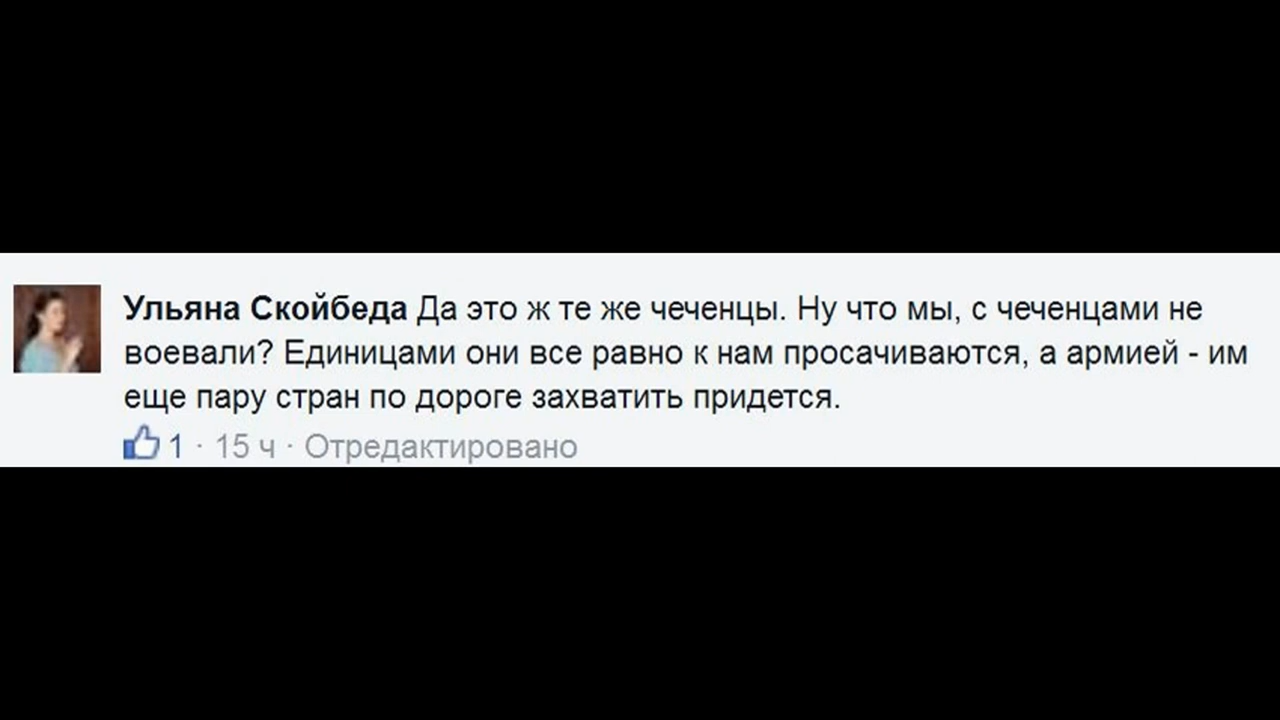 Ульяна Скойбеда Да это ж те же чеченцы. Ну что мы, с чеченцами не
воевали? Единицами они все равно к нам просачиваются, а армией - им
еще пару стран по дороге захватить придется.
1 · 15 ч · Отредактировано